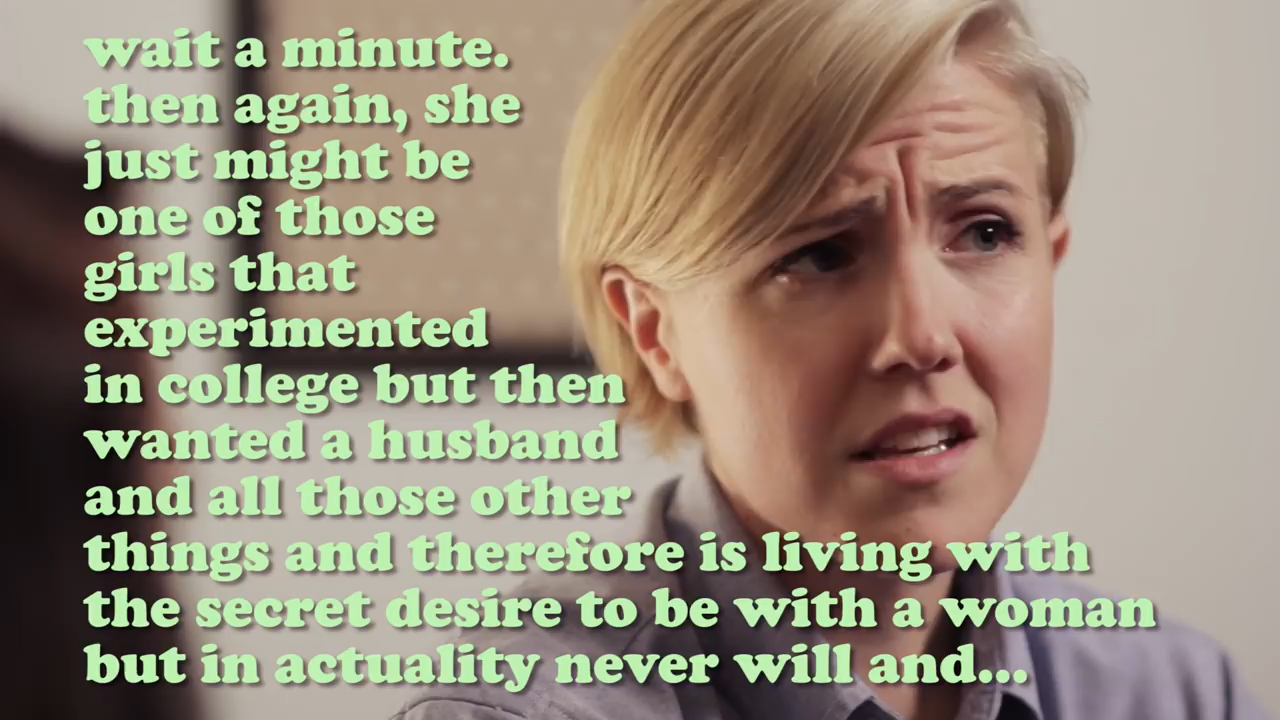 wait a minute.
then again, she
just might be
one of those
girls that
experimented
in college but then
wanted a husband
and all those other
things and therefore is living with
the secret desire to be with a woman
but in actuality never will and...